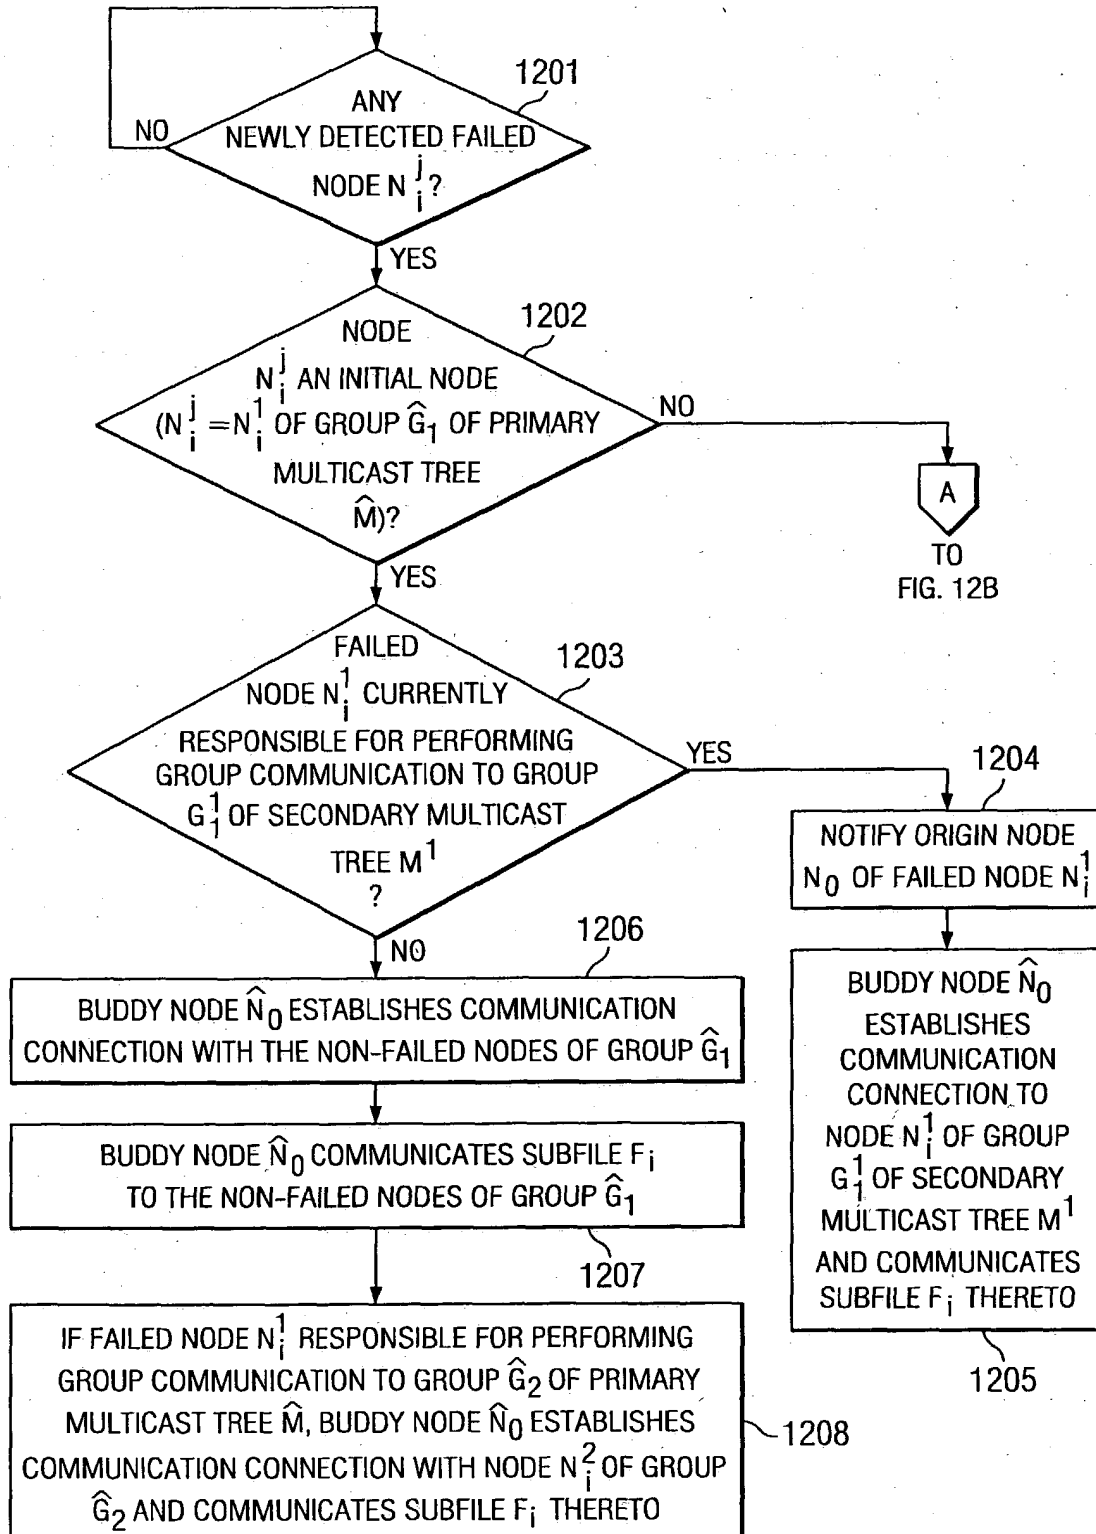 1201
ANY
NEWLY DETECTED FAILED
NODE N_i^j?
NO
YES
1202
NODE
N_i^j AN INITIAL NODE
(N_i^j = N_i^1 OF GROUP Ĝ_1 OF PRIMARY
MULTICAST TREE
M̂)?
NO
A
TO
FIG. 12B
YES
1203
FAILED
NODE N_i^1 CURRENTLY
RESPONSIBLE FOR PERFORMING
GROUP COMMUNICATION TO GROUP
G_1^1 OF SECONDARY MULTICAST
TREE M^1
?
YES
1204
NOTIFY ORIGIN NODE
N_0 OF FAILED NODE N_i^1
NO
1206
BUDDY NODE N̂_0 ESTABLISHES COMMUNICATION
CONNECTION WITH THE NON-FAILED NODES OF GROUP Ĝ_1
BUDDY NODE N̂_0 COMMUNICATES SUBFILE F_i
TO THE NON-FAILED NODES OF GROUP Ĝ_1
1207
BUDDY NODE N̂_0
ESTABLISHES
COMMUNICATION
CONNECTION TO
NODE N_i^1 OF GROUP
G_1^1 OF SECONDARY
MULTICAST TREE M^1
AND COMMUNICATES
SUBFILE F_i THERETO
1205
IF FAILED NODE N_i^1 RESPONSIBLE FOR PERFORMING
GROUP COMMUNICATION TO GROUP Ĝ_2 OF PRIMARY
MULTICAST TREE M̂, BUDDY NODE N̂_0 ESTABLISHES
COMMUNICATION CONNECTION WITH NODE N_i^2 OF GROUP
Ĝ_2 AND COMMUNICATES SUBFILE F_i THERETO
1208